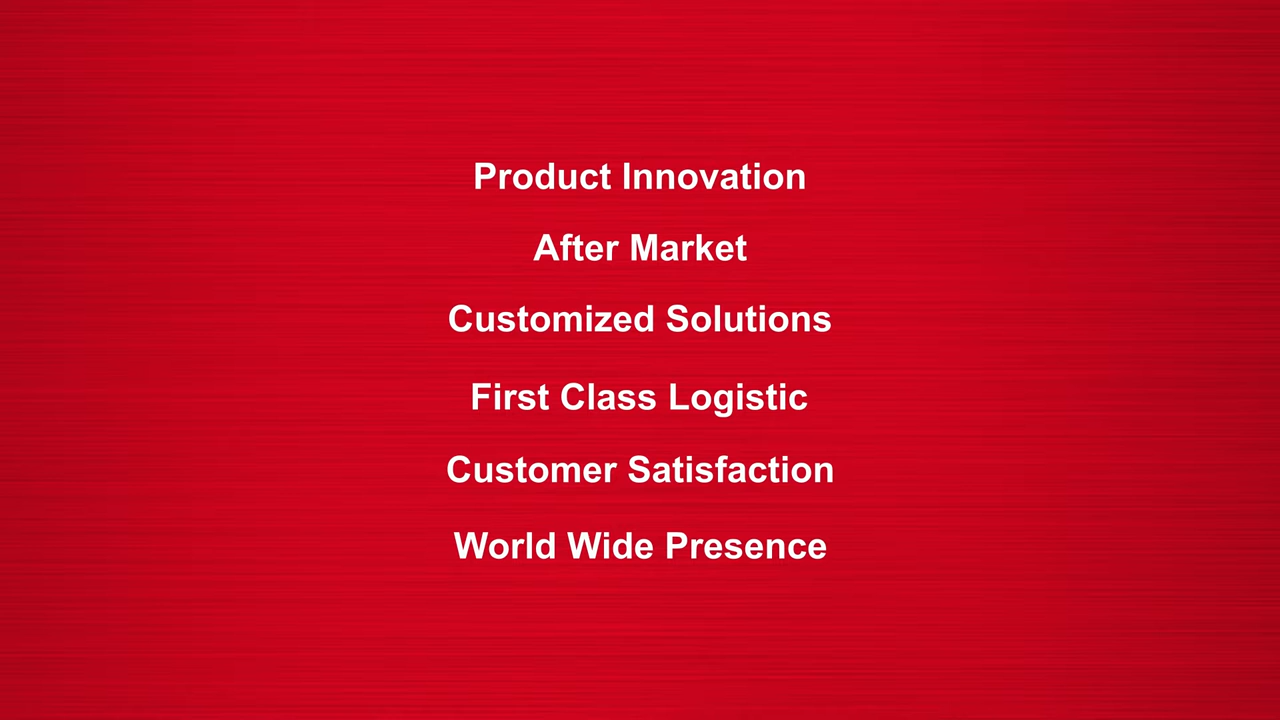 Product Innovation
After Market
Customized Solutions
First Class Logistic
Customer Satisfaction
World Wide Presence